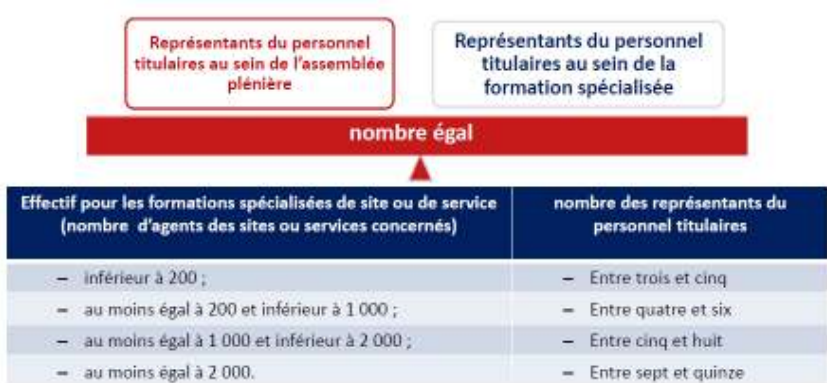 Représentants du personnel
titulaires au sein de l'assemblée
plénière
Représentants du personnel
titulaires au sein de la
formation spécialisée
nombre égal
Effectif pour les formations spécialisées de site ou de service
(nombre d'agents des sites ou services concernés)
nombre des représentants du
personnel titulaires
– inférieur à 200 ;
– Entre trois et cinq
– au moins égal à 200 et inférieur à 1 000 ;
– Entre quatre et six
– au moins égal à 1 000 et inférieur à 2 000 ;
– Entre cinq et huit
– au moins égal à 2 000.
– Entre sept et quinze